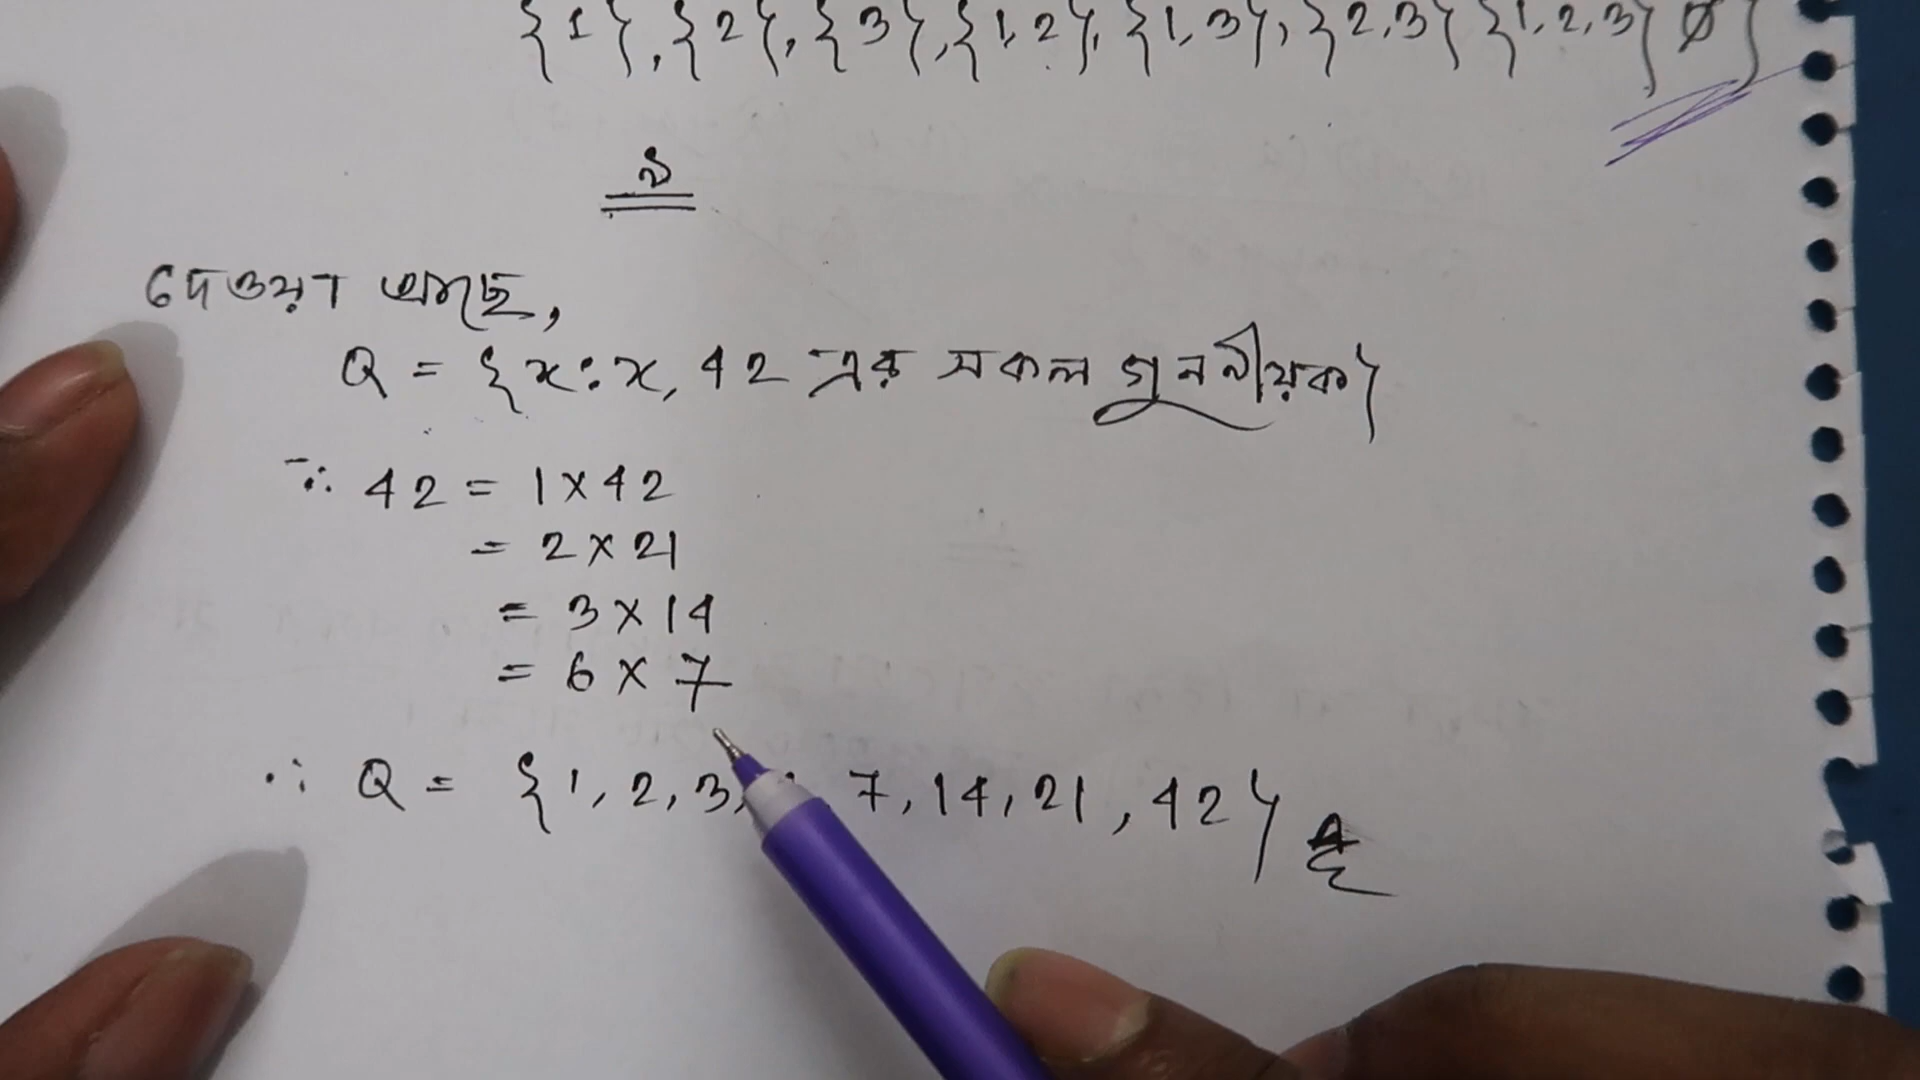 {1}, {2}, {3}, {1,2}, {1,3}, {2,3} {1,2,3} ∅}
দেওয়া আছে,
Q = {x : x, 42 এর সকল গুননীয়ক}
∵ 42 = 1 × 42
= 2 × 21
= 3 × 14
= 6 × 7
∴ Q = {1, 2, 3, 7, 14, 21, 42}